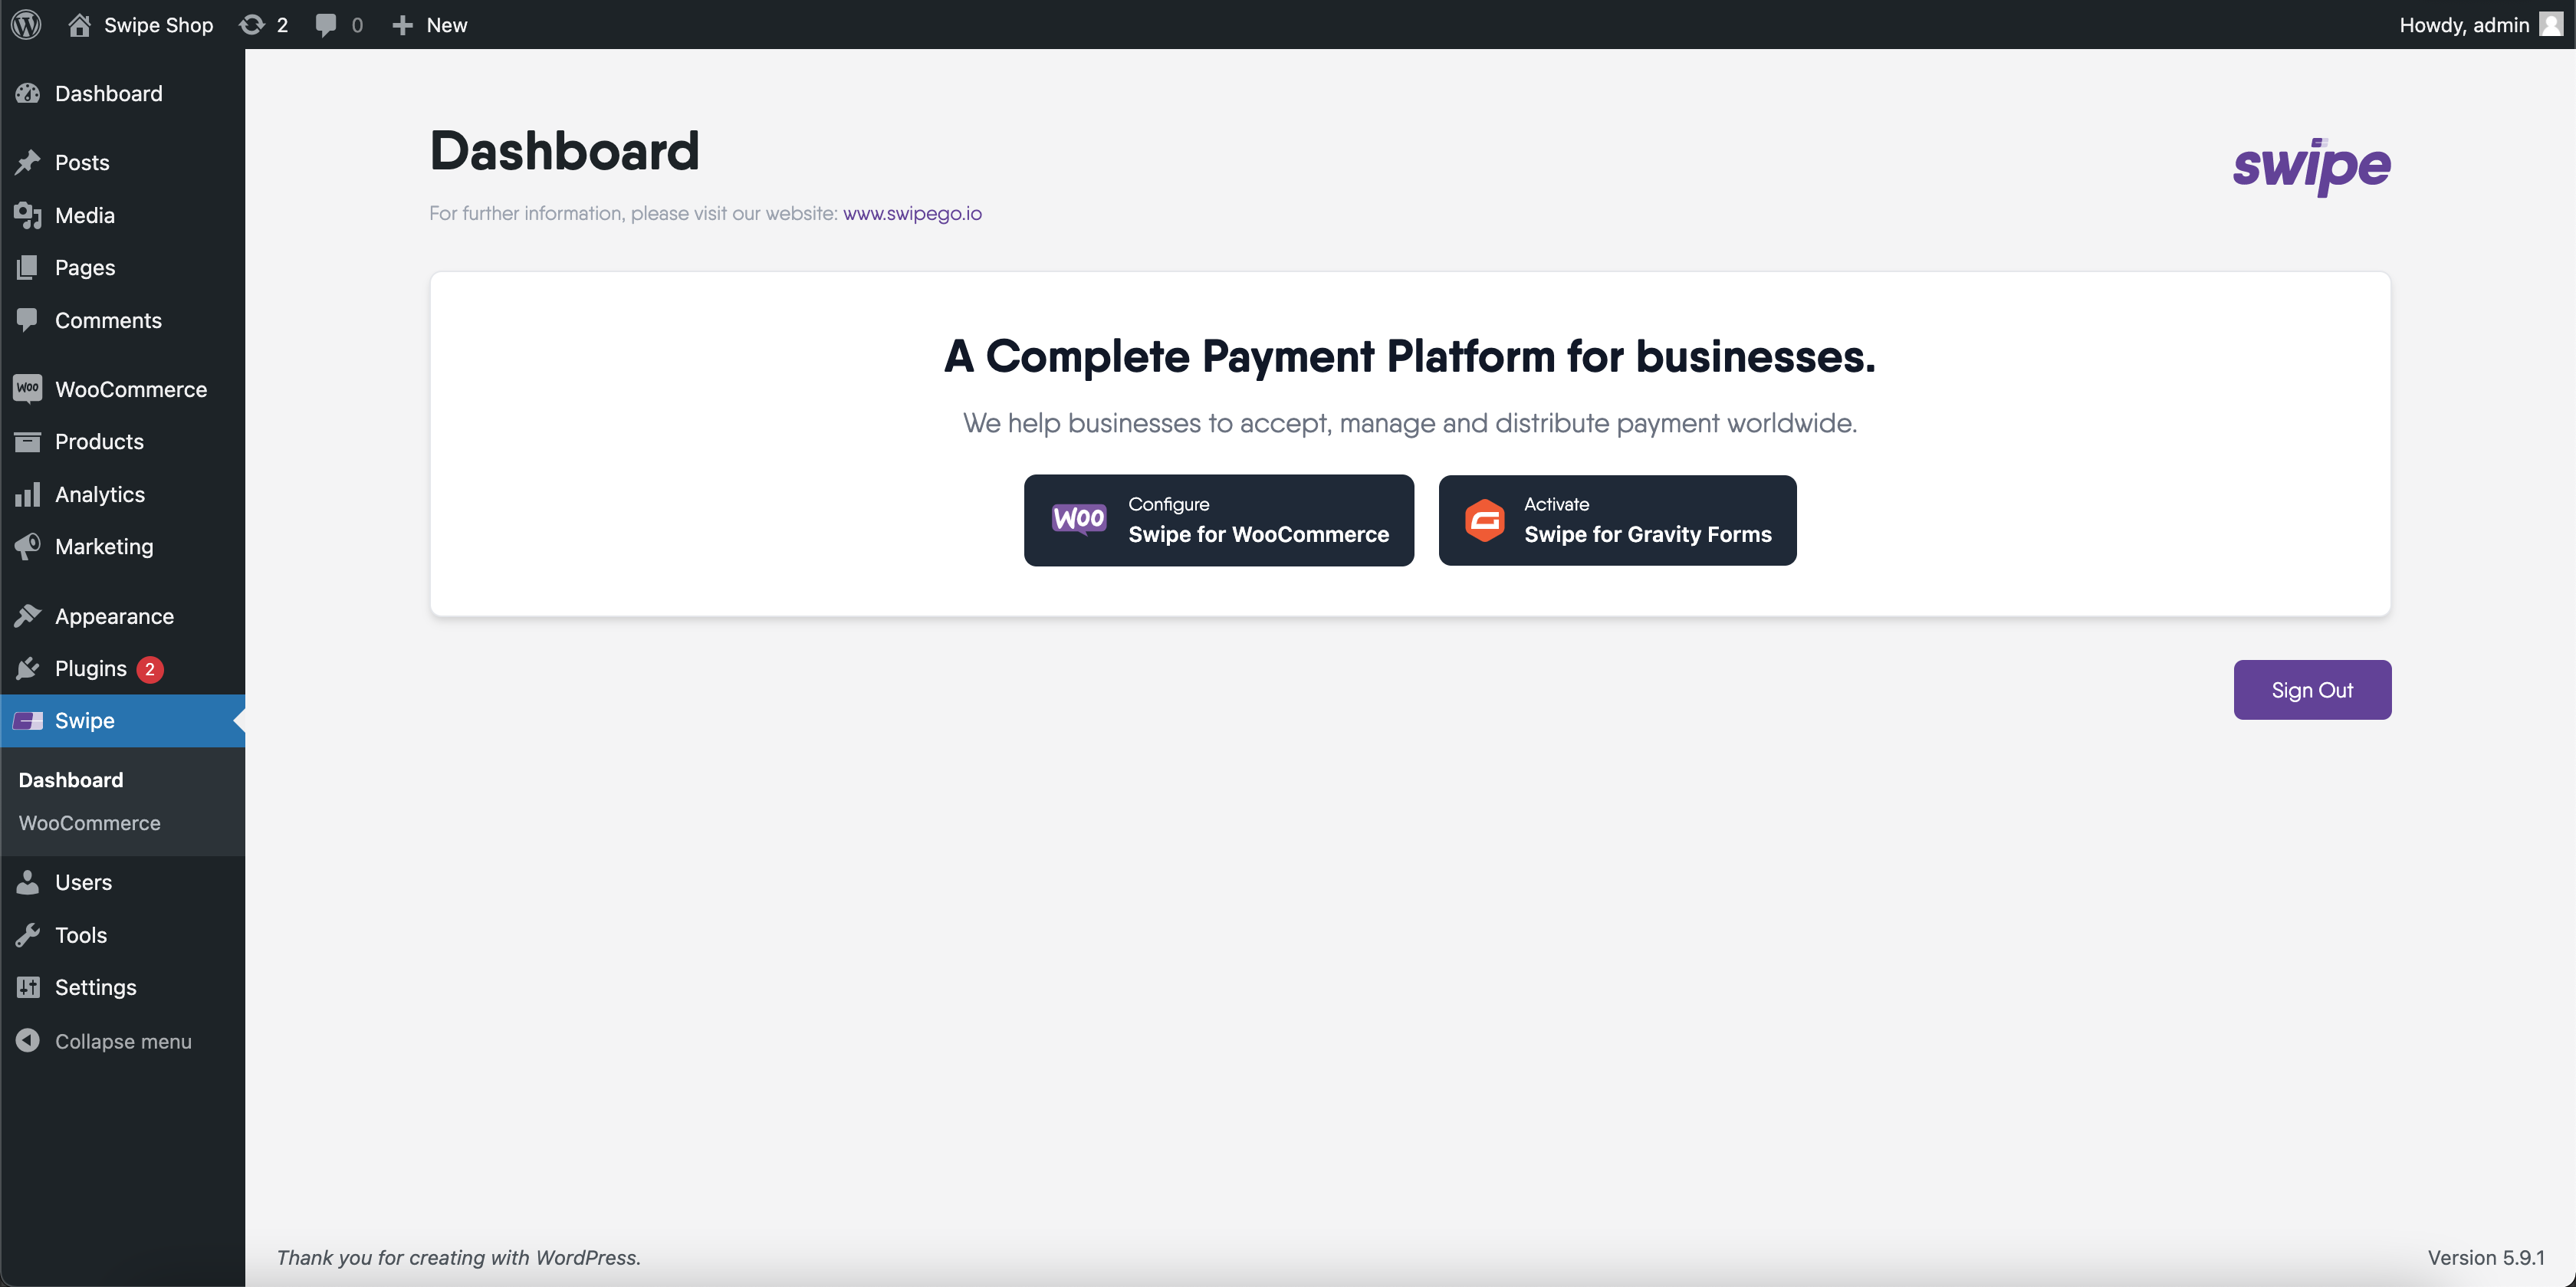 Swipe Shop 2 0 New Howdy, admin
Dashboard
Posts
Media
Pages
Comments
WOO WooCommerce
Products
Analytics
Marketing
Appearance
Plugins 2
Swipe
Dashboard
WooCommerce
Users
Tools
Settings
Collapse menu
Dashboard
swipe
For further information, please visit our website: www.swipego.io
A Complete Payment Platform for businesses.
We help businesses to accept, manage and distribute payment worldwide.
WOO
Configure
Swipe for WooCommerce
Activate
Swipe for Gravity Forms
Sign Out
Thank you for creating with WordPress.
Version 5.9.1